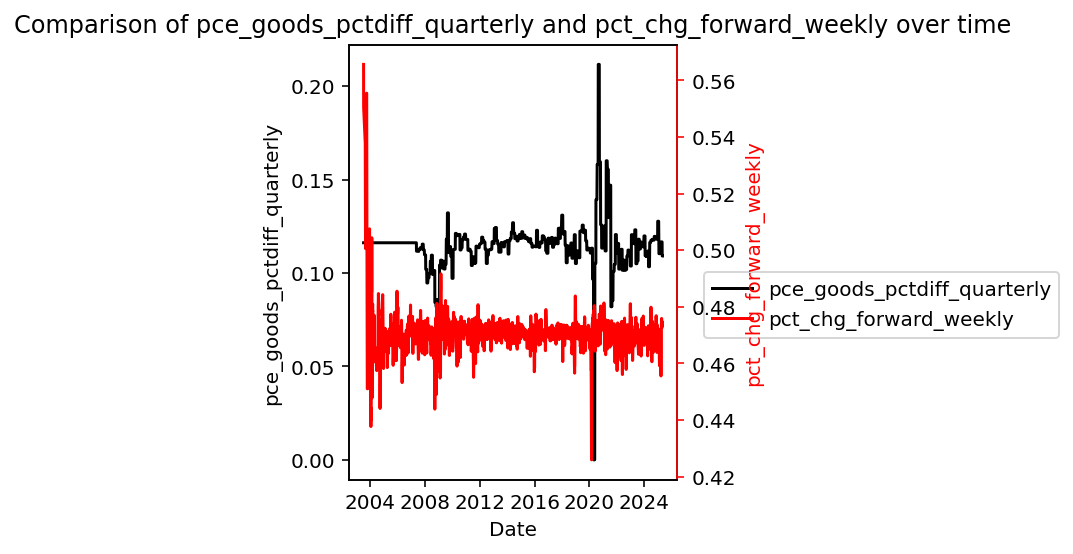 Comparison of pce_goods_pctdiff_quarterly and pct_chg_forward_weekly over time
pce_goods_pctdiff_quarterly
0.20
0.15
0.10
0.05
0.00
0.56
0.54
0.52
0.50
0.48
0.46
0.44
0.42
pct_chg_forward_weekly
pce_goods_pctdiff_quarterly
pct_chg_forward_weekly
2004 2008 2012 2016 2020 2024
Date